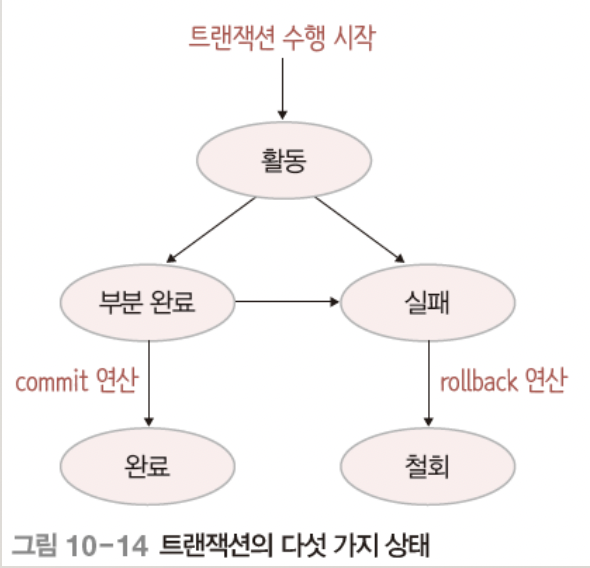 트랜잭션 수행 시작
활동
부분 완료
실패
commit 연산
rollback 연산
완료
철회
그림 10-14 트랜잭션의 다섯 가지 상태